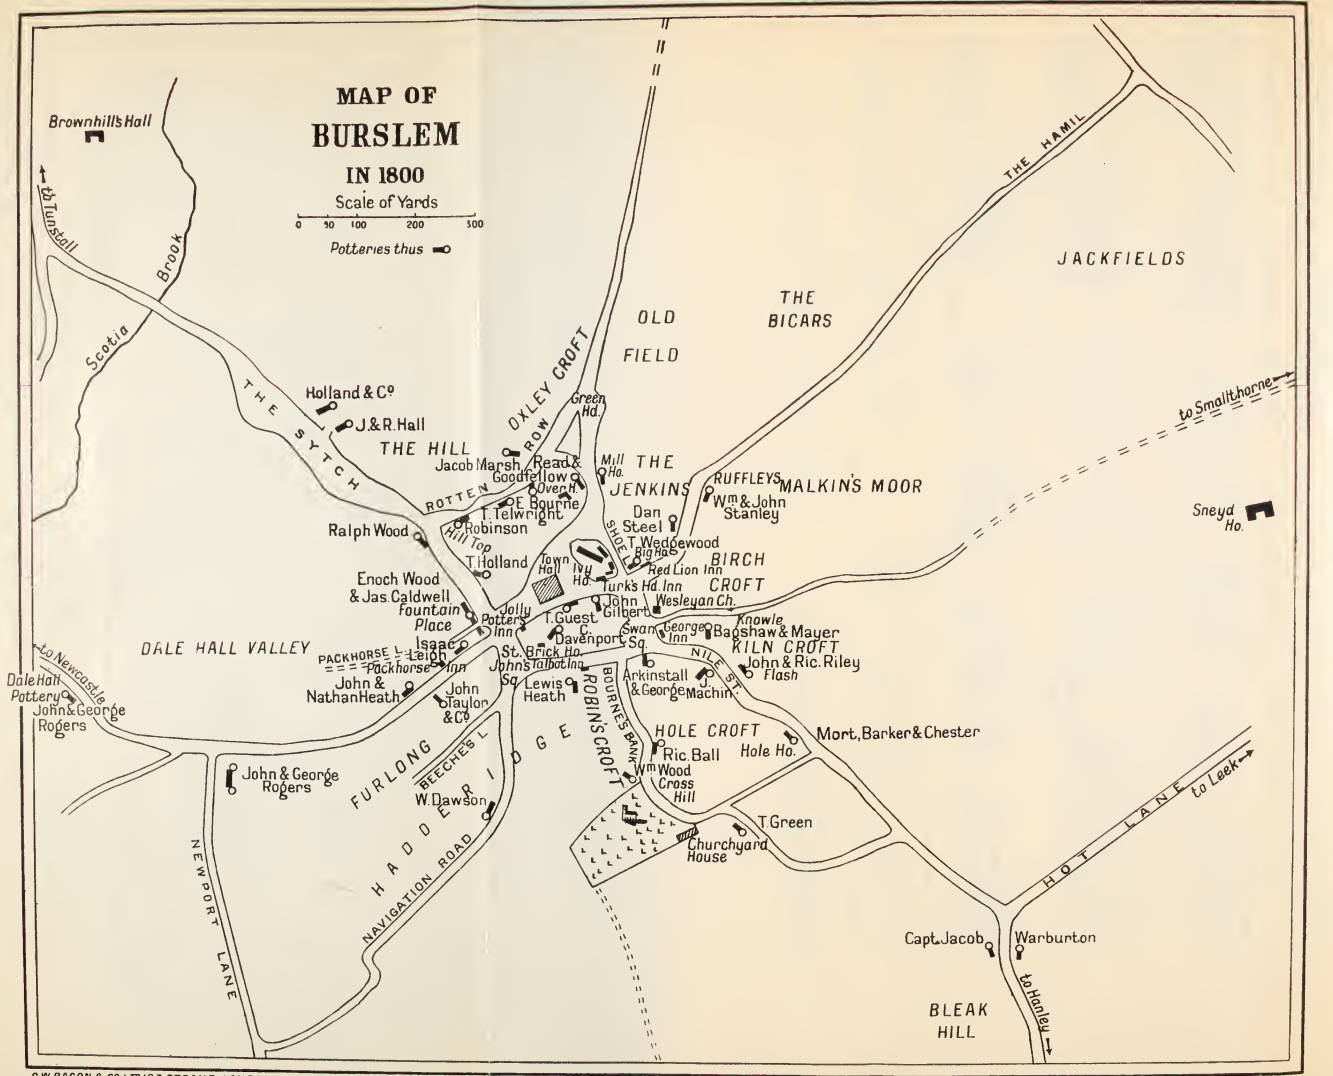 MAP OF
BURSLEM
IN 1800
Scale of Yards
0 50 100 200 300
Potteries thus
Brownhill's Hall
to Tunstall
Scotia Brook
THE SYTCH
Holland & Co
J.& R.Hall
THE HILL
OXLEY CROFT
OLD
FIELD
THE
BICARS
THE HAMIL
JACKFIELDS
to Smallthorne
Green
Hd.
ROTTEN ROW
Jacob Marsh
Read &
Goodfellow
Over H.
E Bourne
T. Telwright
Robinson
Hill Top
T. Holland
Ralph Wood
Mill
Ho.
THE
JENKINS
RUFFLEYS
Wm & John
Stanley
MALKIN'S MOOR
Sneyd
Ho.
Dan
Steel
SHOE L.
T. Wedgewood
Big Ho.
Red Lion Inn
BIRCH
CROFT
Town
Hall
Ivy
Ho.
Turk's Hd. Inn
John
Gilbert
Wesleyan Ch.
Enoch Wood
& Jas. Caldwell
Fountain
Place
Jolly
Potters
Inn
T. Guest
C.
Davenport
Swan
Sq.
George
Inn
Knowle
Bagshaw & Mayer
KILN CROFT
John & Ric. Riley
Flash
NILE ST.
DALE HALL VALLEY
PACKHORSE L.
Isaac
Leigh
Packhorse Inn
St.
John's
Sq.
Brick Ho.
Talbot Inn
Lewis
Heath
Arkinstall
& George
J.
Machin
John &
Nathan Heath
John
Taylor
& Co
to Newcastle
Dale Hall
Pottery
John & George
Rogers
John & George
Rogers
FURLONG
BEECHE'S L.
HADDERIDGE
W. Dawson
NAVIGATION ROAD
NEWPORT LANE
ROBIN'S CROFT
BOURNE'S BANK
HOLE CROFT
Ric. Ball
Hole Ho.
Mort, Barker & Chester
Wm Wood
Cross
Hill
T. Green
Churchyard
House
HOT LANE
to Leek
Capt. Jacob
Warburton
to Hanley
BLEAK
HILL